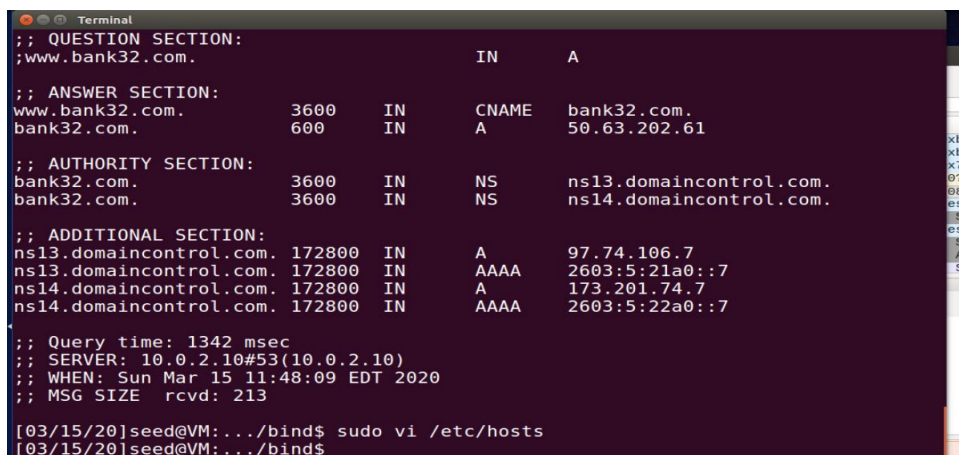 Terminal
;; QUESTION SECTION:
;www.bank32.com. IN A
;; ANSWER SECTION:
www.bank32.com. 3600 IN CNAME bank32.com.
bank32.com. 600 IN A 50.63.202.61
;; AUTHORITY SECTION:
bank32.com. 3600 IN NS ns13.domaincontrol.com.
bank32.com. 3600 IN NS ns14.domaincontrol.com.
;; ADDITIONAL SECTION:
ns13.domaincontrol.com. 172800 IN A 97.74.106.7
ns13.domaincontrol.com. 172800 IN AAAA 2603:5:21a0::7
ns14.domaincontrol.com. 172800 IN A 173.201.74.7
ns14.domaincontrol.com. 172800 IN AAAA 2603:5:22a0::7
;; Query time: 1342 msec
;; SERVER: 10.0.2.10#53(10.0.2.10)
;; WHEN: Sun Mar 15 11:48:09 EDT 2020
;; MSG SIZE rcvd: 213
[03/15/20]seed@VM:.../bind$ sudo vi /etc/hosts
[03/15/20]seed@VM:.../bind$